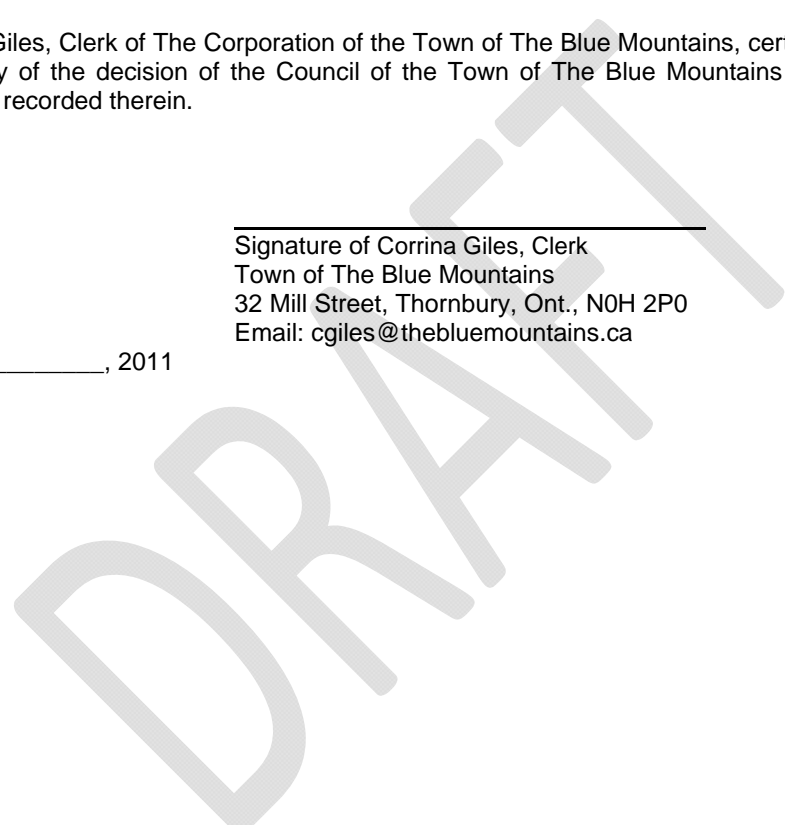 Giles, Clerk of The Corporation of the Town of The Blue Mountains,
of the decision of the Council of the Town of The Blue Mountains
recorded therein.
Signature of Corrina Giles, Clerk
Town of The Blue Mountains
32 Mill Street, Thornbury, Ont., N0H 2P0
Email: cgiles@thebluemountains.ca
________, 2011
DRAFT